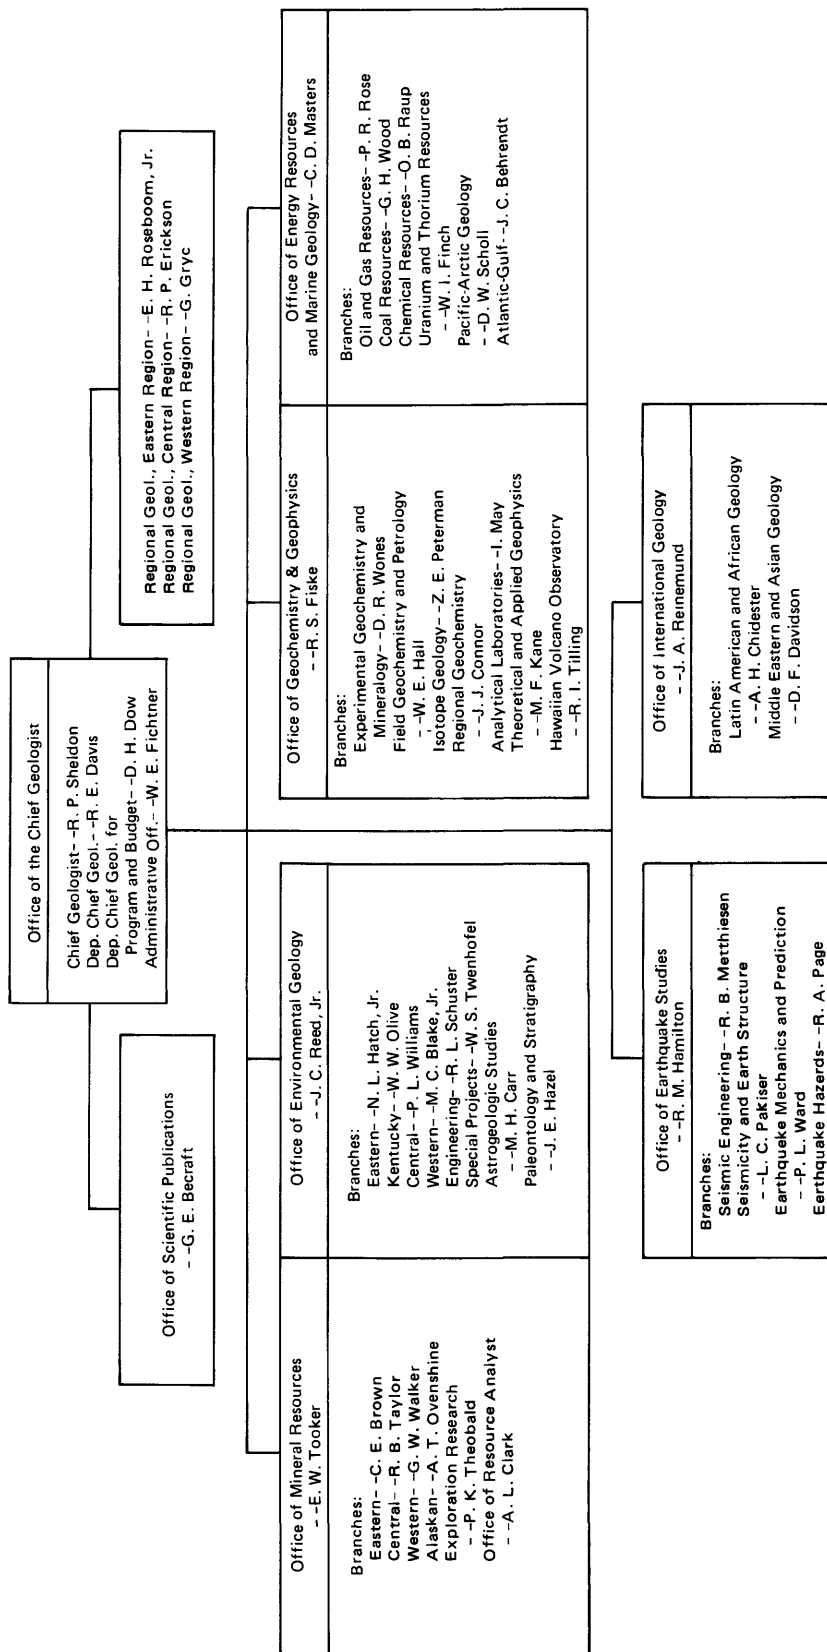 Office of the Chief Geologist
Chief Geologist- -R. P. Sheldon
Dep. Chief Geol.- -R. E. Davis
Dep. Chief Geol. for
Program and Budget- -D. H. Dow
Administrative Off.- -W. E. Fichtner
Office of Scientific Publications
- -G. E. Becraft
Regional Geol., Eastern Region- -E. H. Roseboom, Jr.
Regional Geol., Central Region- -R. P. Erickson
Regional Geol., Western Region- -G. Gryc
Office of Mineral Resources
- -E. W. Tooker
Branches:
Eastern- -C. E. Brown
Central- -R. B. Taylor
Western- -G. W. Walker
Alaskan- -A. T. Ovenshine
Exploration Research
- -P. K. Theobald
Office of Resource Analyst
- -A. L. Clark
Office of Environmental Geology
- -J. C. Reed, Jr.
Branches:
Eastern- -N. L. Hatch, Jr.
Kentucky- -W. W. Olive
Central- -P. L. Williams
Western- -M. C. Blake, Jr.
Engineering- -R. L. Schuster
Special Projects- -W. S. Twenhofel
Astrogeologic Studies
- -M. H. Carr
Paleontology and Stratigraphy
- -J. E. Hazel
Office of Geochemistry & Geophysics
- -R. S. Fiske
Branches:
Experimental Geochemistry and
Mineralogy- -D. R. Wones
Field Geochemistry and Petrology
- -W. E. Hall
Isotope Geology- -Z. E. Peterman
Regional Geochemistry
- -J. J. Connor
Analytical Laboratories- -I. May
Theoretical and Applied Geophysics
- -M. F. Kane
Hawaiian Volcano Observatory
- -R. I. Tilling
Office of Energy Resources
and Marine Geology- -C. D. Masters
Branches:
Oil and Gas Resources- -P. R. Rose
Coal Resources- -G. H. Wood
Chemical Resources- -O. B. Raup
Uranium and Thorium Resources
- -W. I. Finch
Pacific-Arctic Geology
- -D. W. Scholl
Atlantic-Gulf- -J. C. Behrendt
Office of Earthquake Studies
- -R. M. Hamilton
Branches:
Seismic Engineering- -R. B. Metthiesen
Seismicity and Earth Structure
- -L. C. Pakiser
Earthqueke Mechanics and Prediction
- -P. L. Ward
Eerthquake Hazerds- -R. A. Page
Office of International Geology
- -J. A. Reinemund
Branches:
Latin American and African Geology
- -A. H. Chidester
Middle Eastern and Asian Geology
- -D. F. Davidson